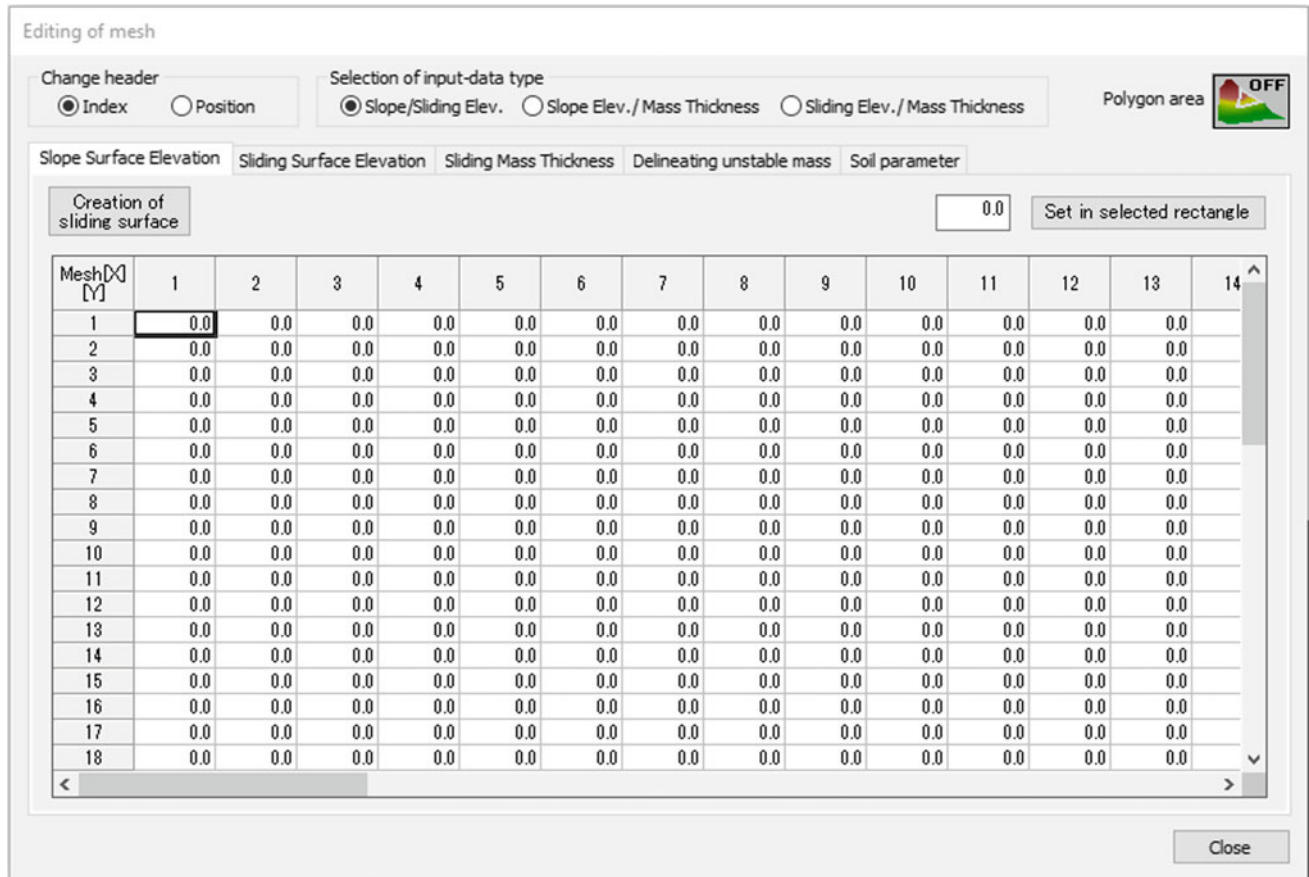 Editing of mesh
Change header
Index Position
Selection of input-data type
Slope/Sliding Elev. Slope Elev./ Mass Thickness Sliding Elev./ Mass Thickness
Polygon area OFF
Slope Surface Elevation Sliding Surface Elevation Sliding Mass Thickness Delineating unstable mass Soil parameter
Creation of
sliding surface
0.0 Set in selected rectangle
Mesh[X] 1 2 3 4 5 6 7 8 9 10 11 12 13 14
[Y]
1 0.0 0.0 0.0 0.0 0.0 0.0 0.0 0.0 0.0 0.0 0.0 0.0 0.0
2 0.0 0.0 0.0 0.0 0.0 0.0 0.0 0.0 0.0 0.0 0.0 0.0 0.0
3 0.0 0.0 0.0 0.0 0.0 0.0 0.0 0.0 0.0 0.0 0.0 0.0 0.0
4 0.0 0.0 0.0 0.0 0.0 0.0 0.0 0.0 0.0 0.0 0.0 0.0 0.0
5 0.0 0.0 0.0 0.0 0.0 0.0 0.0 0.0 0.0 0.0 0.0 0.0 0.0
6 0.0 0.0 0.0 0.0 0.0 0.0 0.0 0.0 0.0 0.0 0.0 0.0 0.0
7 0.0 0.0 0.0 0.0 0.0 0.0 0.0 0.0 0.0 0.0 0.0 0.0 0.0
8 0.0 0.0 0.0 0.0 0.0 0.0 0.0 0.0 0.0 0.0 0.0 0.0 0.0
9 0.0 0.0 0.0 0.0 0.0 0.0 0.0 0.0 0.0 0.0 0.0 0.0 0.0
10 0.0 0.0 0.0 0.0 0.0 0.0 0.0 0.0 0.0 0.0 0.0 0.0 0.0
11 0.0 0.0 0.0 0.0 0.0 0.0 0.0 0.0 0.0 0.0 0.0 0.0 0.0
12 0.0 0.0 0.0 0.0 0.0 0.0 0.0 0.0 0.0 0.0 0.0 0.0 0.0
13 0.0 0.0 0.0 0.0 0.0 0.0 0.0 0.0 0.0 0.0 0.0 0.0 0.0
14 0.0 0.0 0.0 0.0 0.0 0.0 0.0 0.0 0.0 0.0 0.0 0.0 0.0
15 0.0 0.0 0.0 0.0 0.0 0.0 0.0 0.0 0.0 0.0 0.0 0.0 0.0
16 0.0 0.0 0.0 0.0 0.0 0.0 0.0 0.0 0.0 0.0 0.0 0.0 0.0
17 0.0 0.0 0.0 0.0 0.0 0.0 0.0 0.0 0.0 0.0 0.0 0.0 0.0
18 0.0 0.0 0.0 0.0 0.0 0.0 0.0 0.0 0.0 0.0 0.0 0.0 0.0
Close